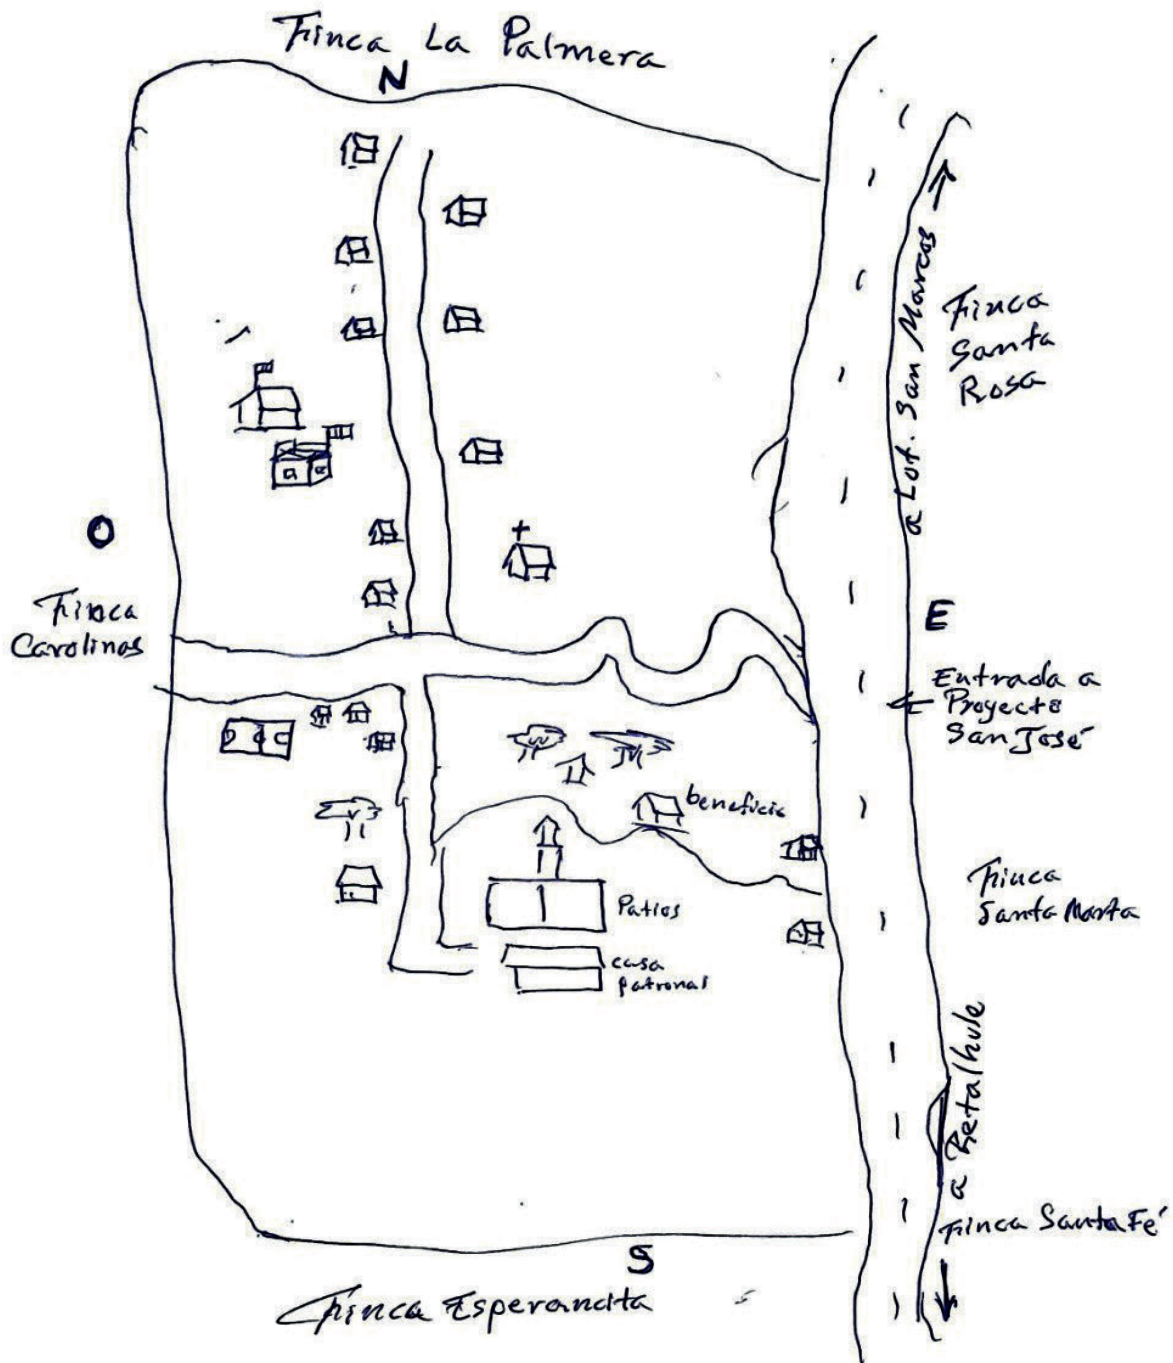 Finca La Palmera
N
a Lot. San Marcos
Finca
Santa
Rosa
O
Finca
Carolinas
E
Entrada a
Proyecto
San José
beneficio
Finca
Santa Marta
Patios
casa
patronal
a Retalhule
Finca Santa Fé
S
Finca Esperancita